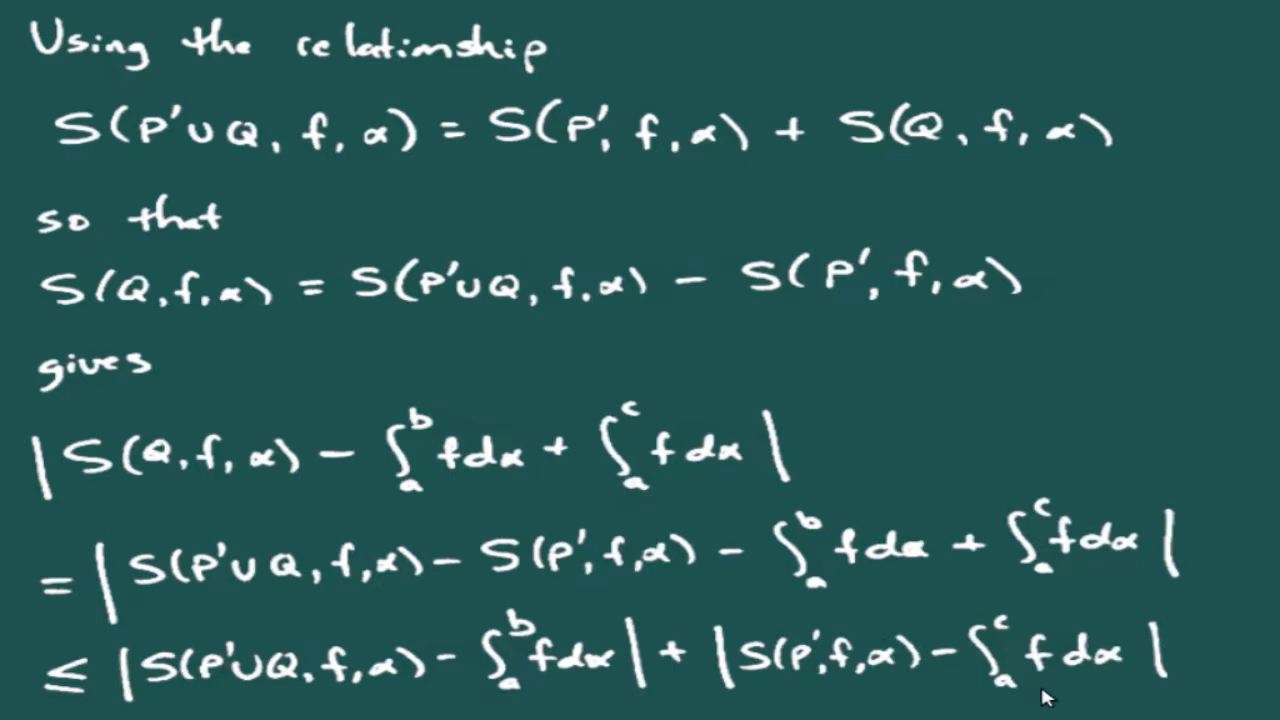 Using the relationship
S(P'∪Q, f, α) = S(P', f, α) + S(Q, f, α)
so that
S(Q, f, α) = S(P'∪Q, f, α) − S(P', f, α)
gives
|S(Q, f, α) − ∫_a^b f dα + ∫_a^c f dα|
= |S(P'∪Q, f, α) − S(P', f, α) − ∫_a^b f dα + ∫_a^c f dα|
≤ |S(P'∪Q, f, α) − ∫_a^b f dα| + |S(P', f, α) − ∫_a^c f dα|